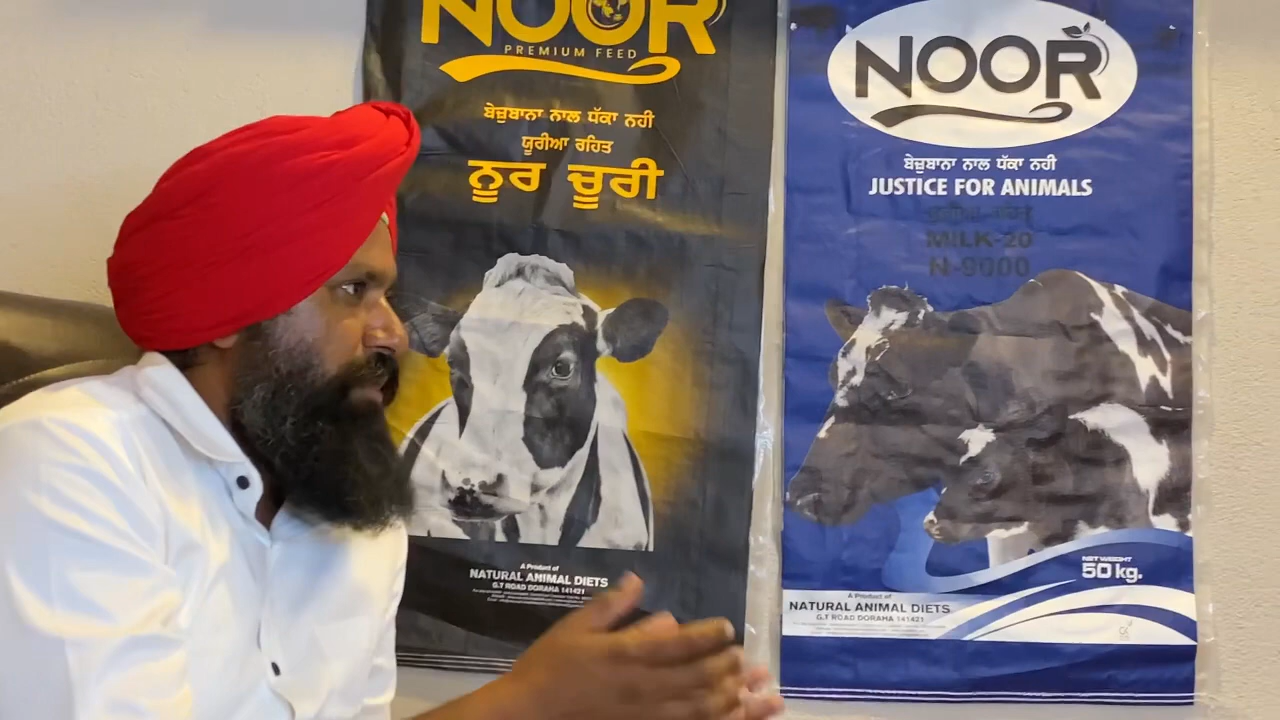 NOOR
PREMIUM FEED
ਬੇਜ਼ੁਬਾਨਾ ਨਾਲ ਧੱਕਾ ਨਹੀ
ਯੂਰੀਆ ਰਹਿਤ
ਨੂਰ ਚੂਰੀ
A Product of
NATURAL ANIMAL DIETS
G.T ROAD DORAHA 141421
NOOR
ਬੇਜ਼ੁਬਾਨਾ ਨਾਲ ਧੱਕਾ ਨਹੀ
JUSTICE FOR ANIMALS
ਯੂਰੀਆ ਰਹਿਤ
MILK-20
N-9000
NET WEIGHT
50 kg.
A Product of
NATURAL ANIMAL DIETS
G.T ROAD DORAHA 141421